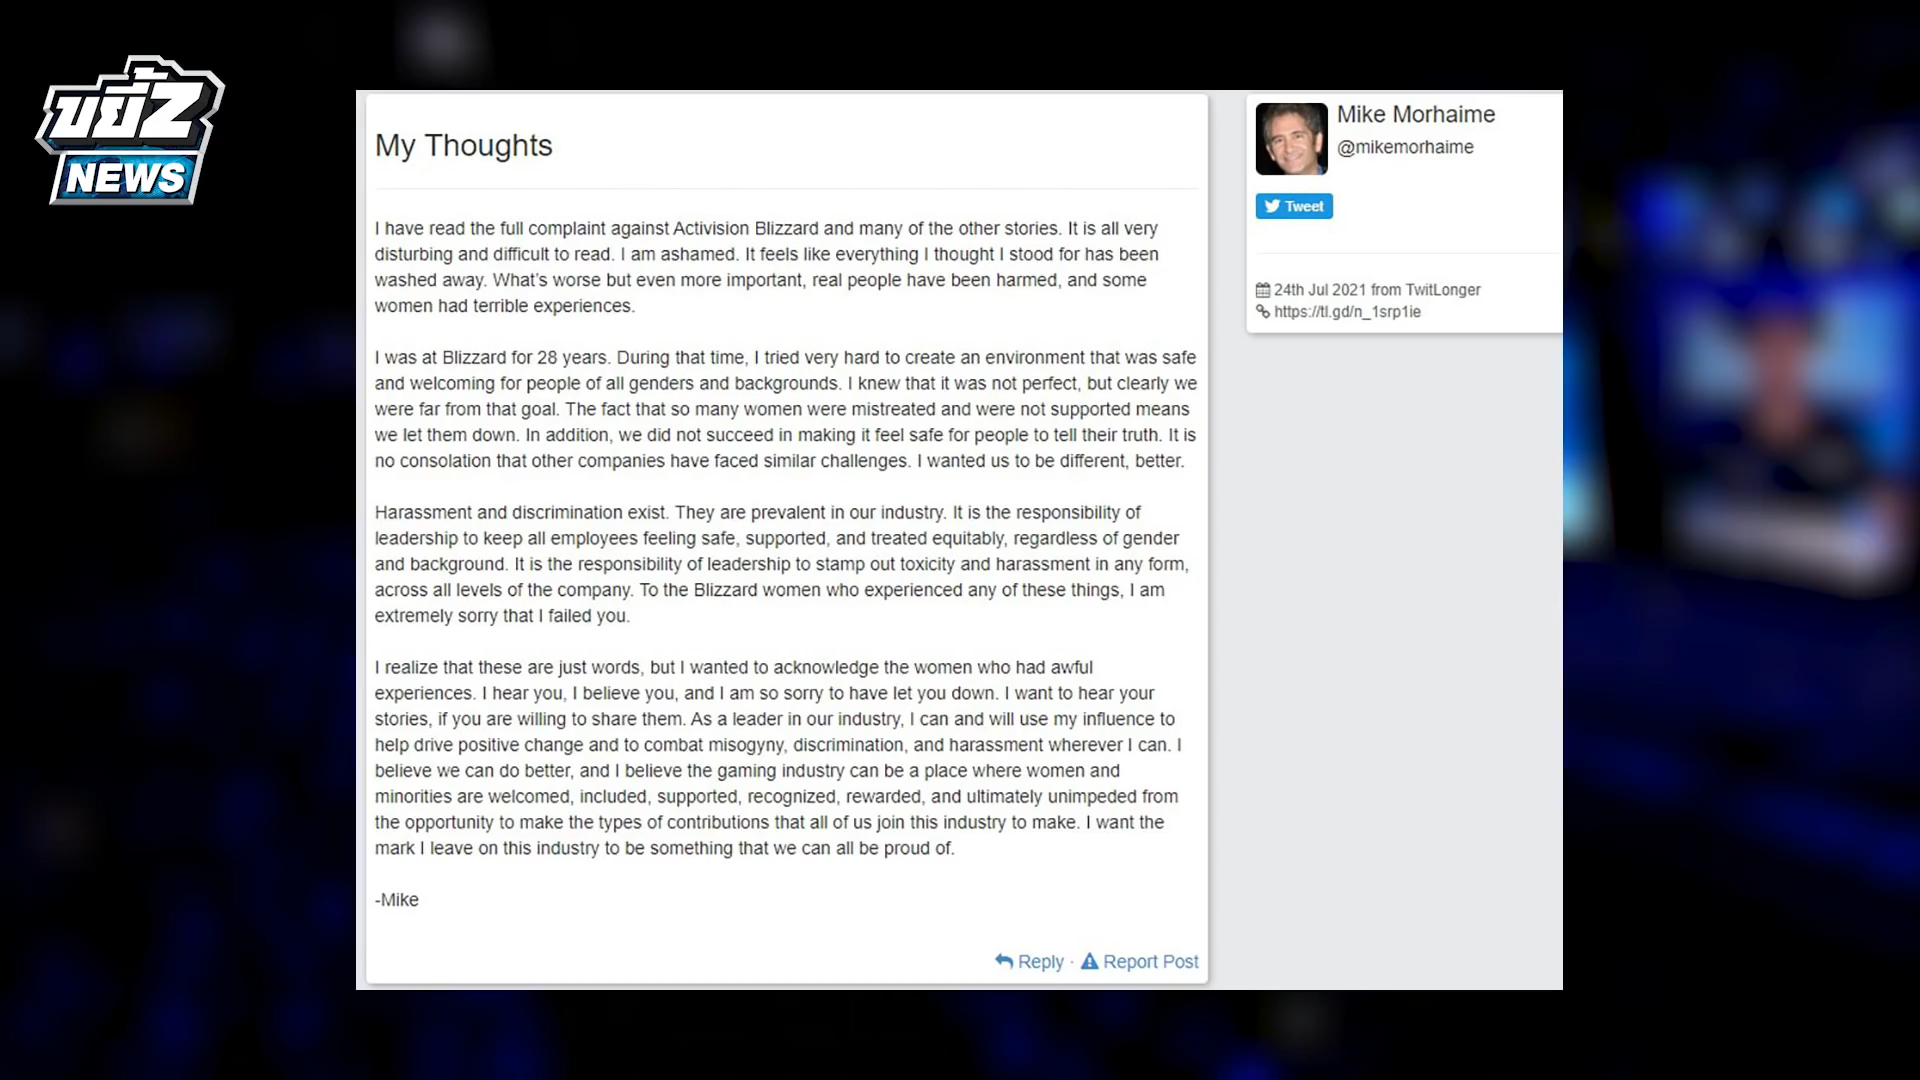 ขยี้Z
NEWS
My Thoughts
I have read the full complaint against Activision Blizzard and many of the other stories. It is all very
disturbing and difficult to read. I am ashamed. It feels like everything I thought I stood for has been
washed away. What's worse but even more important, real people have been harmed, and some
women had terrible experiences.
I was at Blizzard for 28 years. During that time, I tried very hard to create an environment that was safe
and welcoming for people of all genders and backgrounds. I knew that it was not perfect, but clearly we
were far from that goal. The fact that so many women were mistreated and were not supported means
we let them down. In addition, we did not succeed in making it feel safe for people to tell their truth. It is
no consolation that other companies have faced similar challenges. I wanted us to be different, better.
Harassment and discrimination exist. They are prevalent in our industry. It is the responsibility of
leadership to keep all employees feeling safe, supported, and treated equitably, regardless of gender
and background. It is the responsibility of leadership to stamp out toxicity and harassment in any form,
across all levels of the company. To the Blizzard women who experienced any of these things, I am
extremely sorry that I failed you.
I realize that these are just words, but I wanted to acknowledge the women who had awful
experiences. I hear you, I believe you, and I am so sorry to have let you down. I want to hear your
stories, if you are willing to share them. As a leader in our industry, I can and will use my influence to
help drive positive change and to combat misogyny, discrimination, and harassment wherever I can. I
believe we can do better, and I believe the gaming industry can be a place where women and
minorities are welcomed, included, supported, recognized, rewarded, and ultimately unimpeded from
the opportunity to make the types of contributions that all of us join this industry to make. I want the
mark I leave on this industry to be something that we can all be proud of.
-Mike
Reply · Report Post
Mike Morhaime
@mikemorhaime
Tweet
24th Jul 2021 from TwitLonger
https://tl.gd/n_1srp1ie